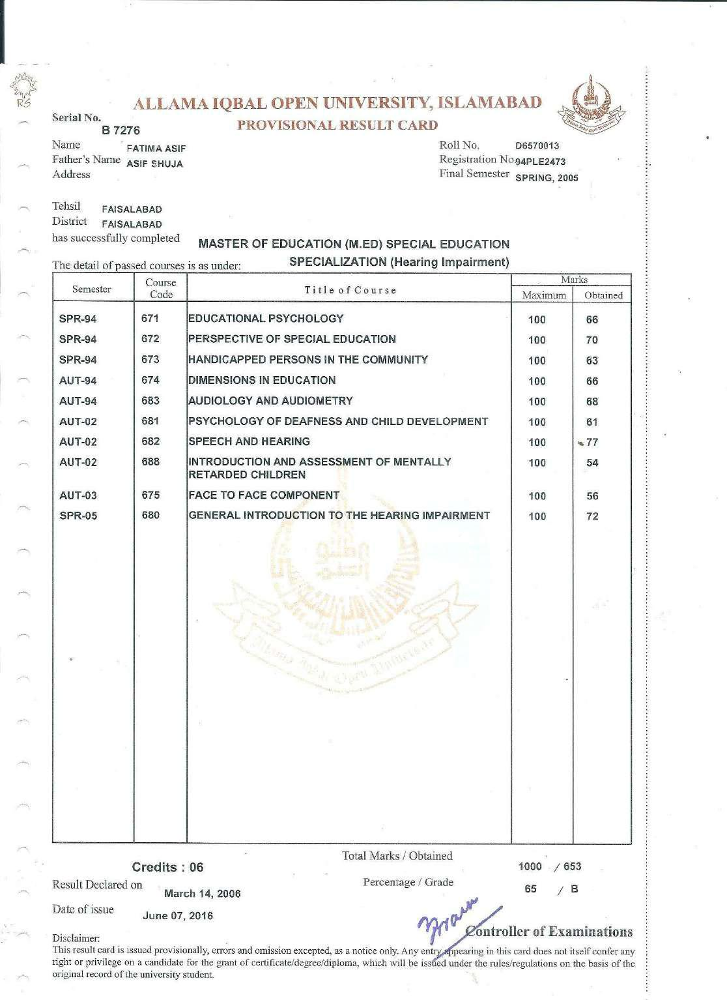 RS
ALLAMA IQBAL OPEN UNIVERSITY, ISLAMABAD
PROVISIONAL RESULT CARD
Serial No.
B 7276
Name FATIMA ASIF
Father's Name ASIF SHUJA
Address
Roll No. D6570013
Registration No. 94PLE2473
Final Semester SPRING, 2005
Tehsil FAISALABAD
District FAISALABAD
has successfully completed MASTER OF EDUCATION (M.ED) SPECIAL EDUCATION
SPECIALIZATION (Hearing Impairment)
The detail of passed courses is as under:
Semester Course Code Title of Course Marks
Maximum Obtained
SPR-94 671 EDUCATIONAL PSYCHOLOGY 100 66
SPR-94 672 PERSPECTIVE OF SPECIAL EDUCATION 100 70
SPR-94 673 HANDICAPPED PERSONS IN THE COMMUNITY 100 63
AUT-94 674 DIMENSIONS IN EDUCATION 100 66
AUT-94 683 AUDIOLOGY AND AUDIOMETRY 100 68
AUT-02 681 PSYCHOLOGY OF DEAFNESS AND CHILD DEVELOPMENT 100 61
AUT-02 682 SPEECH AND HEARING 100 77
AUT-02 688 INTRODUCTION AND ASSESSMENT OF MENTALLY 100 54
RETARDED CHILDREN
AUT-03 675 FACE TO FACE COMPONENT 100 56
SPR-05 680 GENERAL INTRODUCTION TO THE HEARING IMPAIRMENT 100 72
Allama Iqbal Open University
Total Marks / Obtained 1000 / 653
Credits : 06
Percentage / Grade 65 / B
Result Declared on March 14, 2006
Date of issue June 07, 2016
Controller of Examinations
Disclaimer:
This result card is issued provisionally, errors and omission excepted, as a notice only. Any entry appearing in this card does not itself confer any
right or privilege on a candidate for the grant of certificate/degree/diploma, which will be issued under the rules/regulations on the basis of the
original record of the university student.